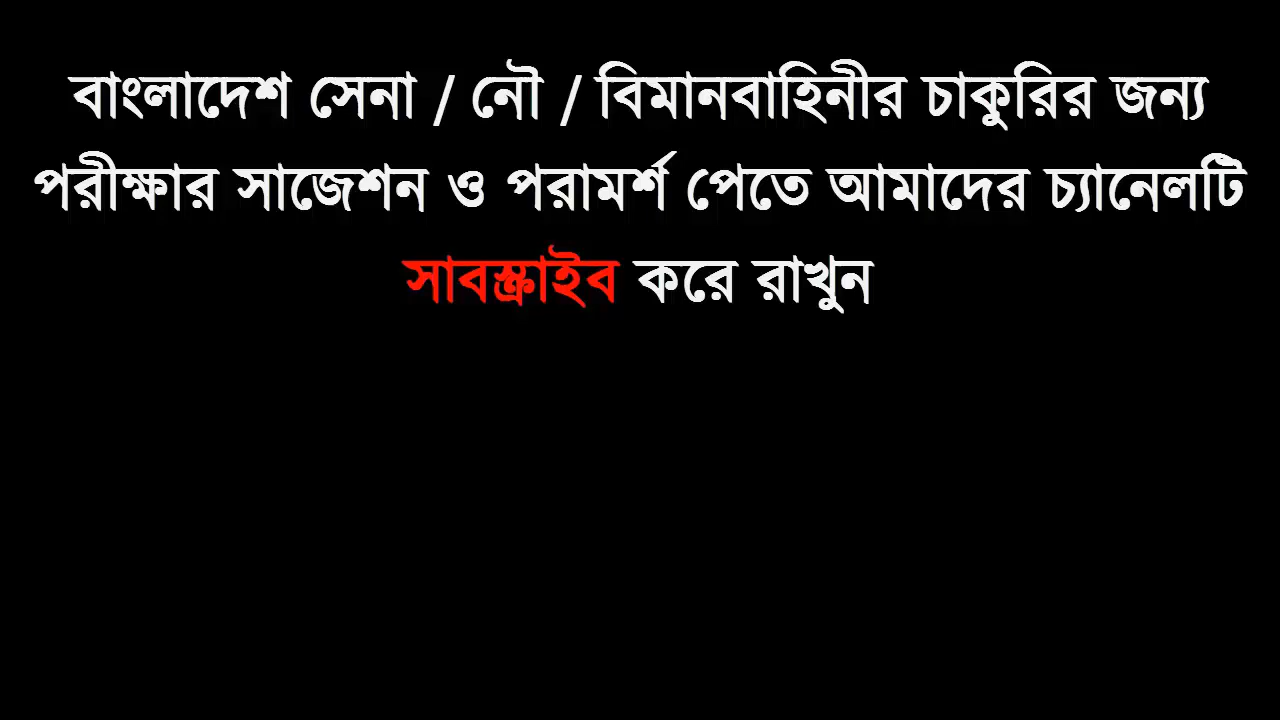 বাংলাদেশ সেনা / নৌ / বিমানবাহিনীর চাকুরির জন্য
পরীক্ষার সাজেশন ও পরামর্শ পেতে আমাদের চ্যানেলটি
সাবস্ক্রাইব করে রাখুন